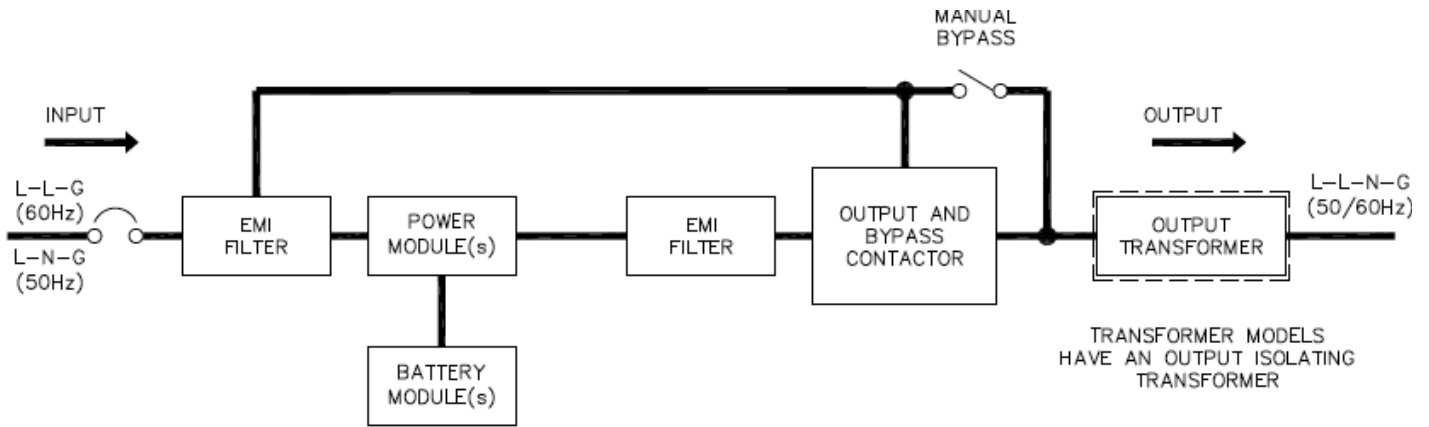 MANUAL
BYPASS
INPUT
OUTPUT
L-L-G
(60Hz)
L-N-G
(50Hz)
EMI
FILTER
POWER
MODULE(s)
EMI
FILTER
OUTPUT AND
BYPASS
CONTACTOR
OUTPUT
TRANSFORMER
L-L-N-G
(50/60Hz)
BATTERY
MODULE(s)
TRANSFORMER MODELS
HAVE AN OUTPUT ISOLATING
TRANSFORMER